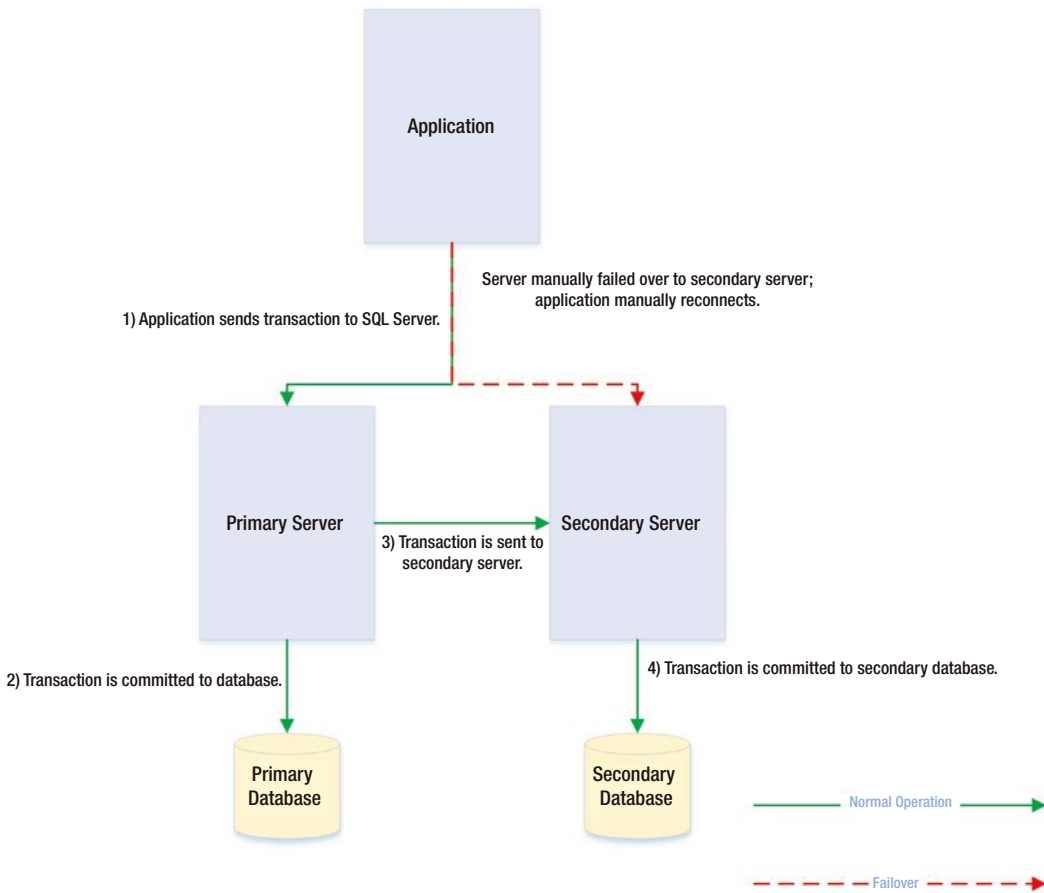 Application
Server manually failed over to secondary server;
application manually reconnects.
1) Application sends transaction to SQL Server.
Primary Server
Secondary Server
3) Transaction is sent to
secondary server.
2) Transaction is committed to database.
4) Transaction is committed to secondary database.
Primary
Database
Secondary
Database
Normal Operation
Failover